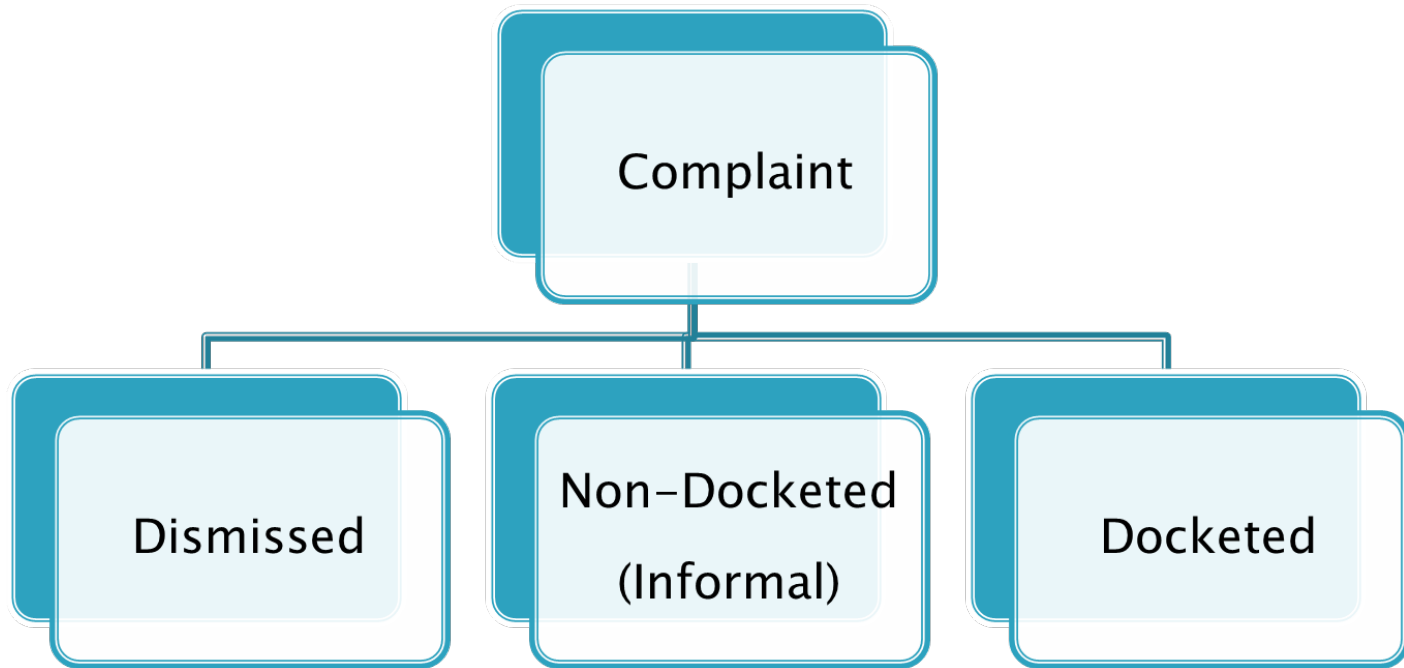 Complaint
Dismissed
Non-Docketed
(Informal)
Docketed